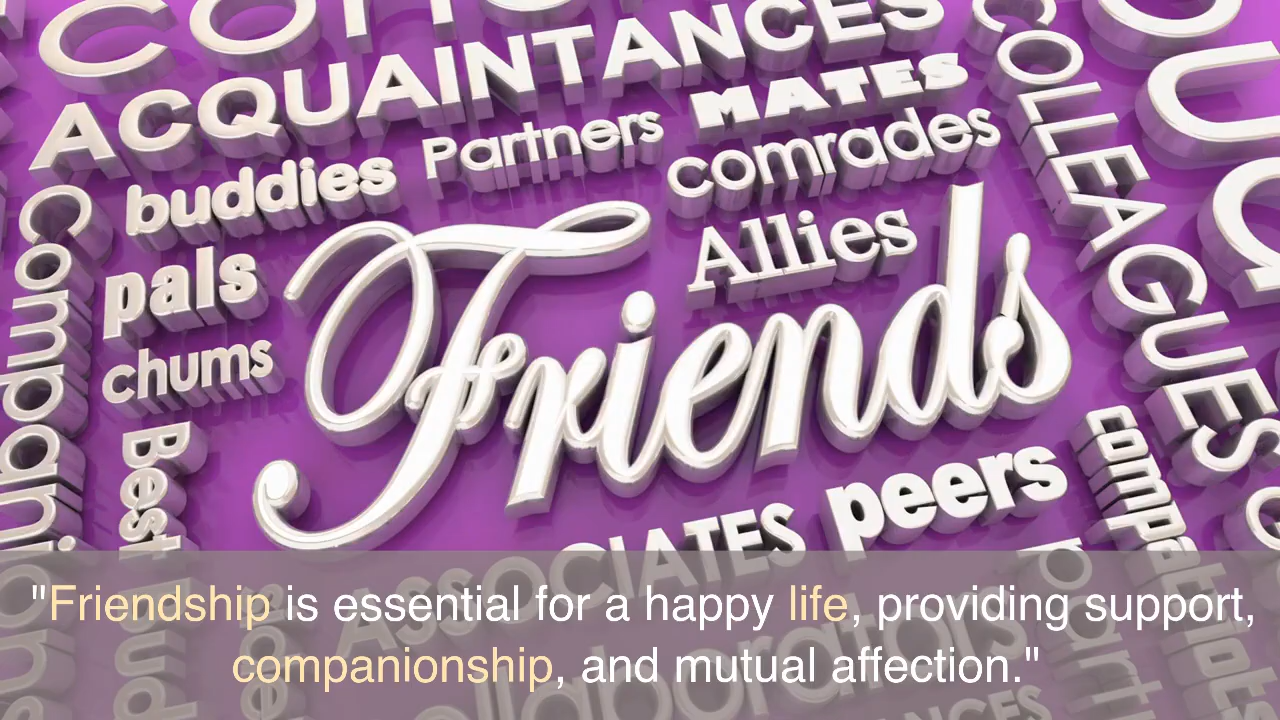 ACQUAINTANCES
MATES
COLLEAGUES
Partners
comrades
buddies
Allies
pals
Friends
chums
Best
peers
"Friendship is essential for a happy life, providing support,
companionship, and mutual affection."